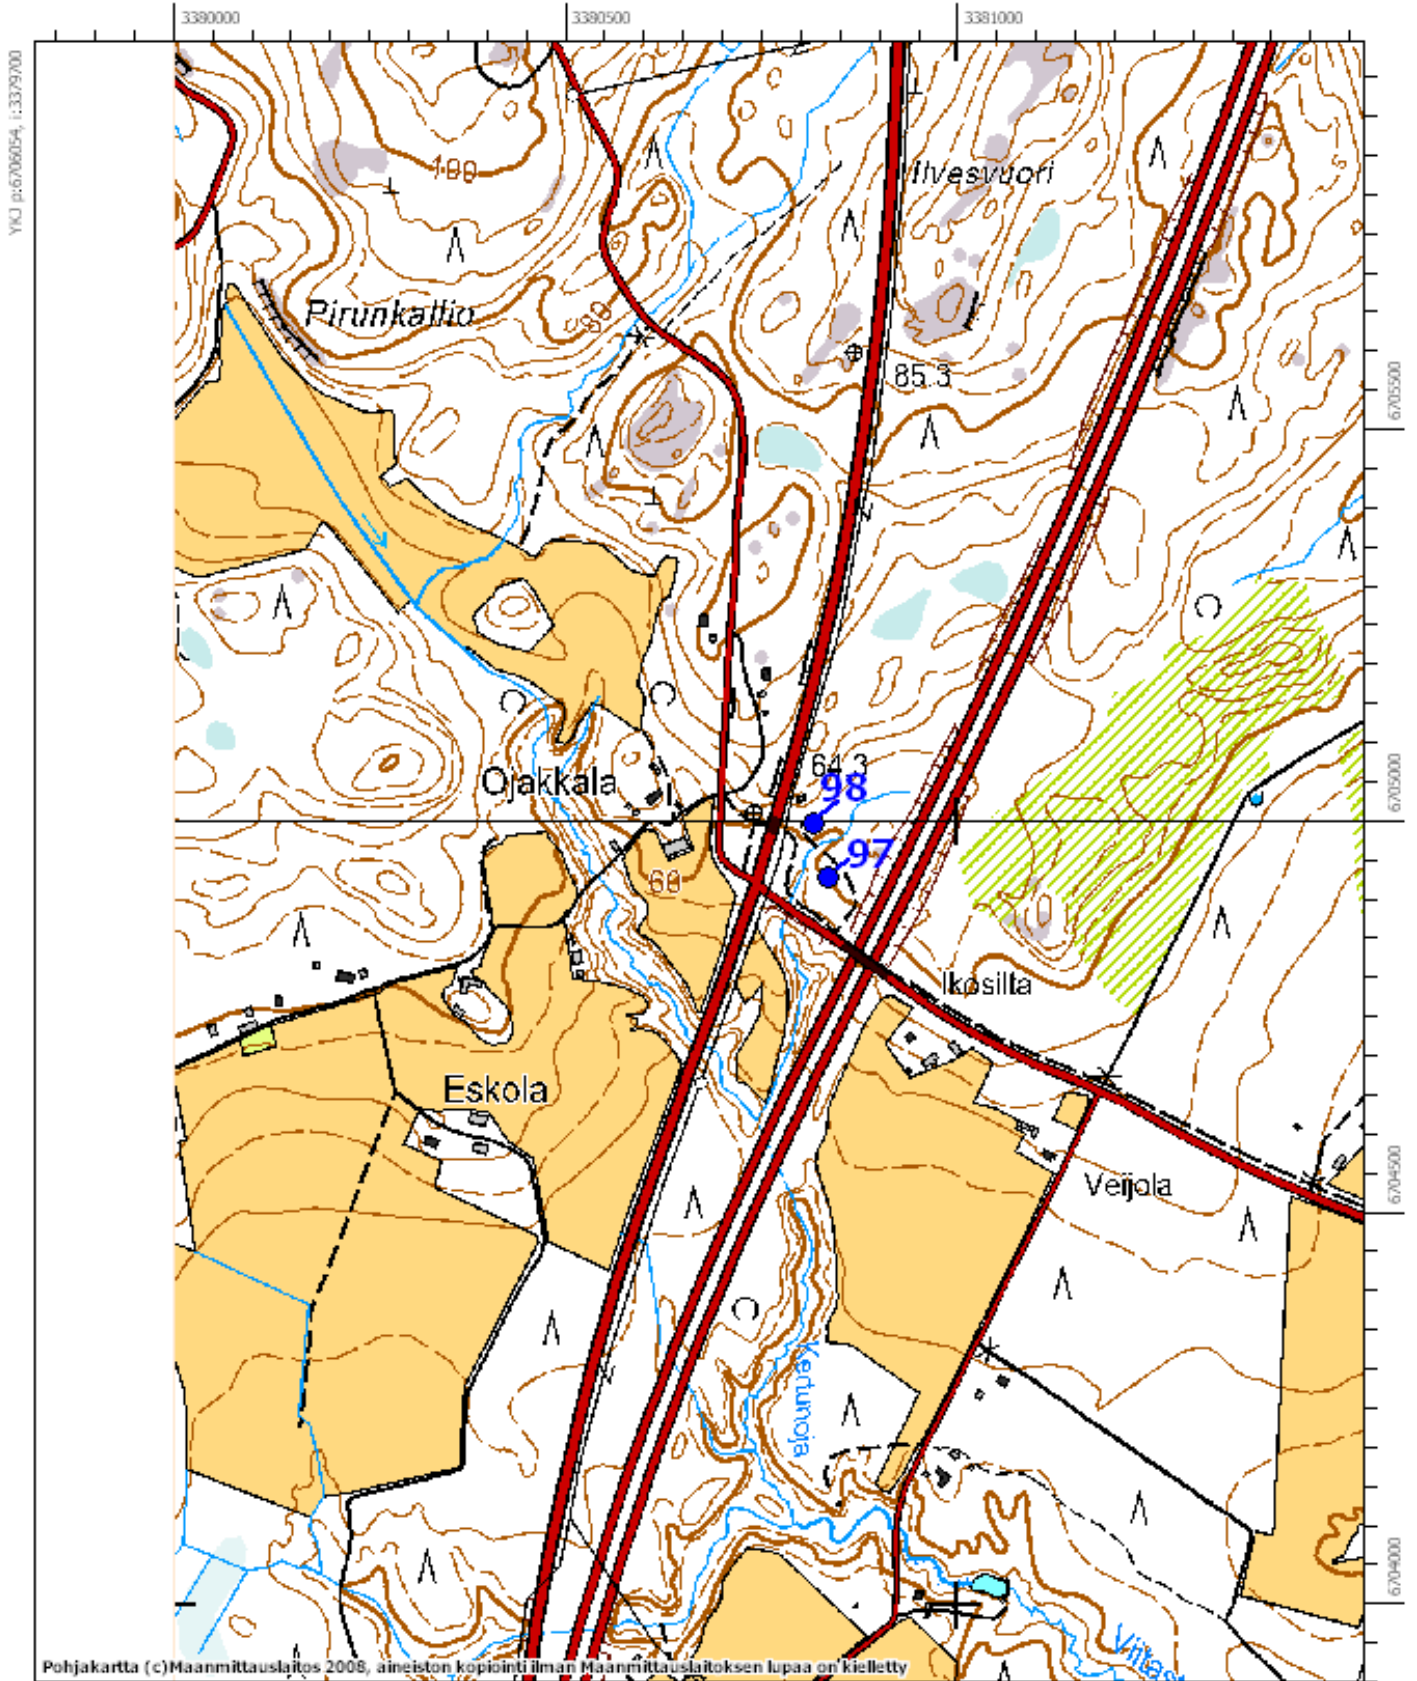 3380000
3380500
3381000
YKJ p:6706054, i:3379700
Ilvesvuori
100
Pirunkallio
80
85.3
6705500
64.3
98
Ojakkala
6705000
97
60
Ikosilta
Eskola
Veijola
6704500
Kertunoja
6704000
Pohjakartta (c)Maanmittauslaitos 2008, aineiston kopiointi ilman Maanmittauslaitoksen lupaa on kielletty